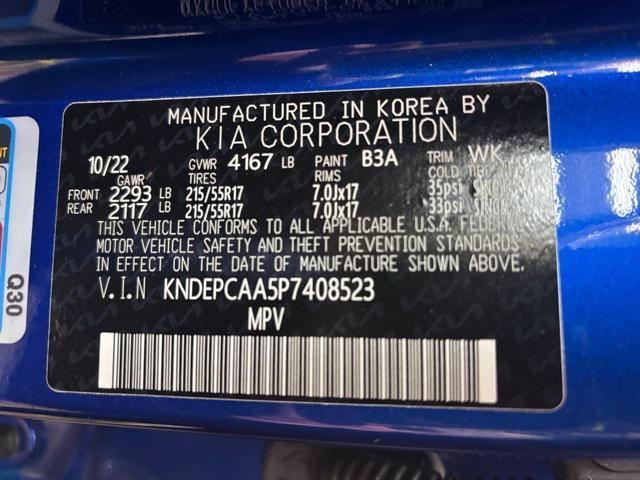 MANUFACTURED IN KOREA BY
KIA CORPORATION
10/22 GVWR 4167 LB PAINT B3A TRIM WK
GAWR TIRES RIMS COLD
FRONT 2293 LB 215/55R17 7.0Jx17 35psi
REAR 2117 LB 215/55R17 7.0Jx17 33psi
THIS VEHICLE CONFORMS TO ALL APPLICABLE U.S.A. FEDERAL
MOTOR VEHICLE SAFETY AND THEFT PREVENTION STANDARDS
IN EFFECT ON THE DATE OF MANUFACTURE SHOWN ABOVE.
V.I.N KNDEPCAA5P7408523
MPV
Q30